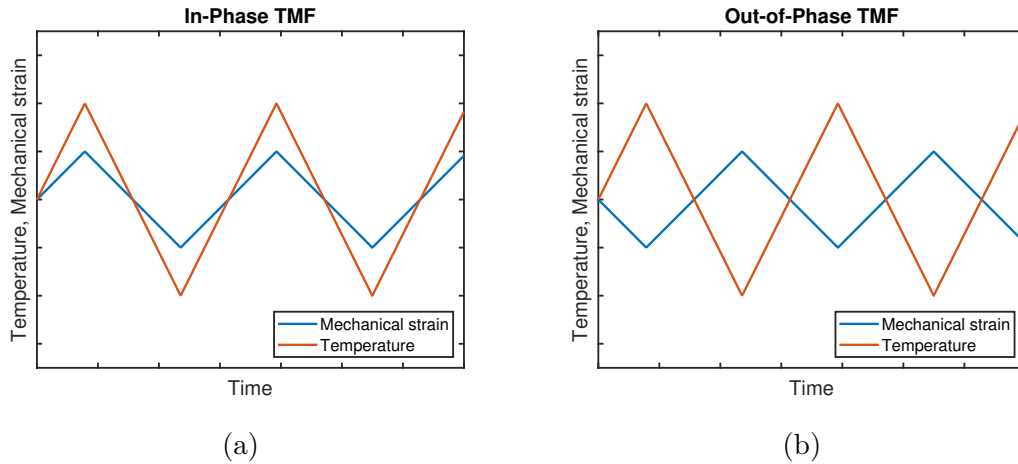 In-Phase TMF
Temperature, Mechanical strain
Mechanical strain
Temperature
Time
(a)
Out-of-Phase TMF
Temperature, Mechanical strain
Mechanical strain
Temperature
Time
(b)